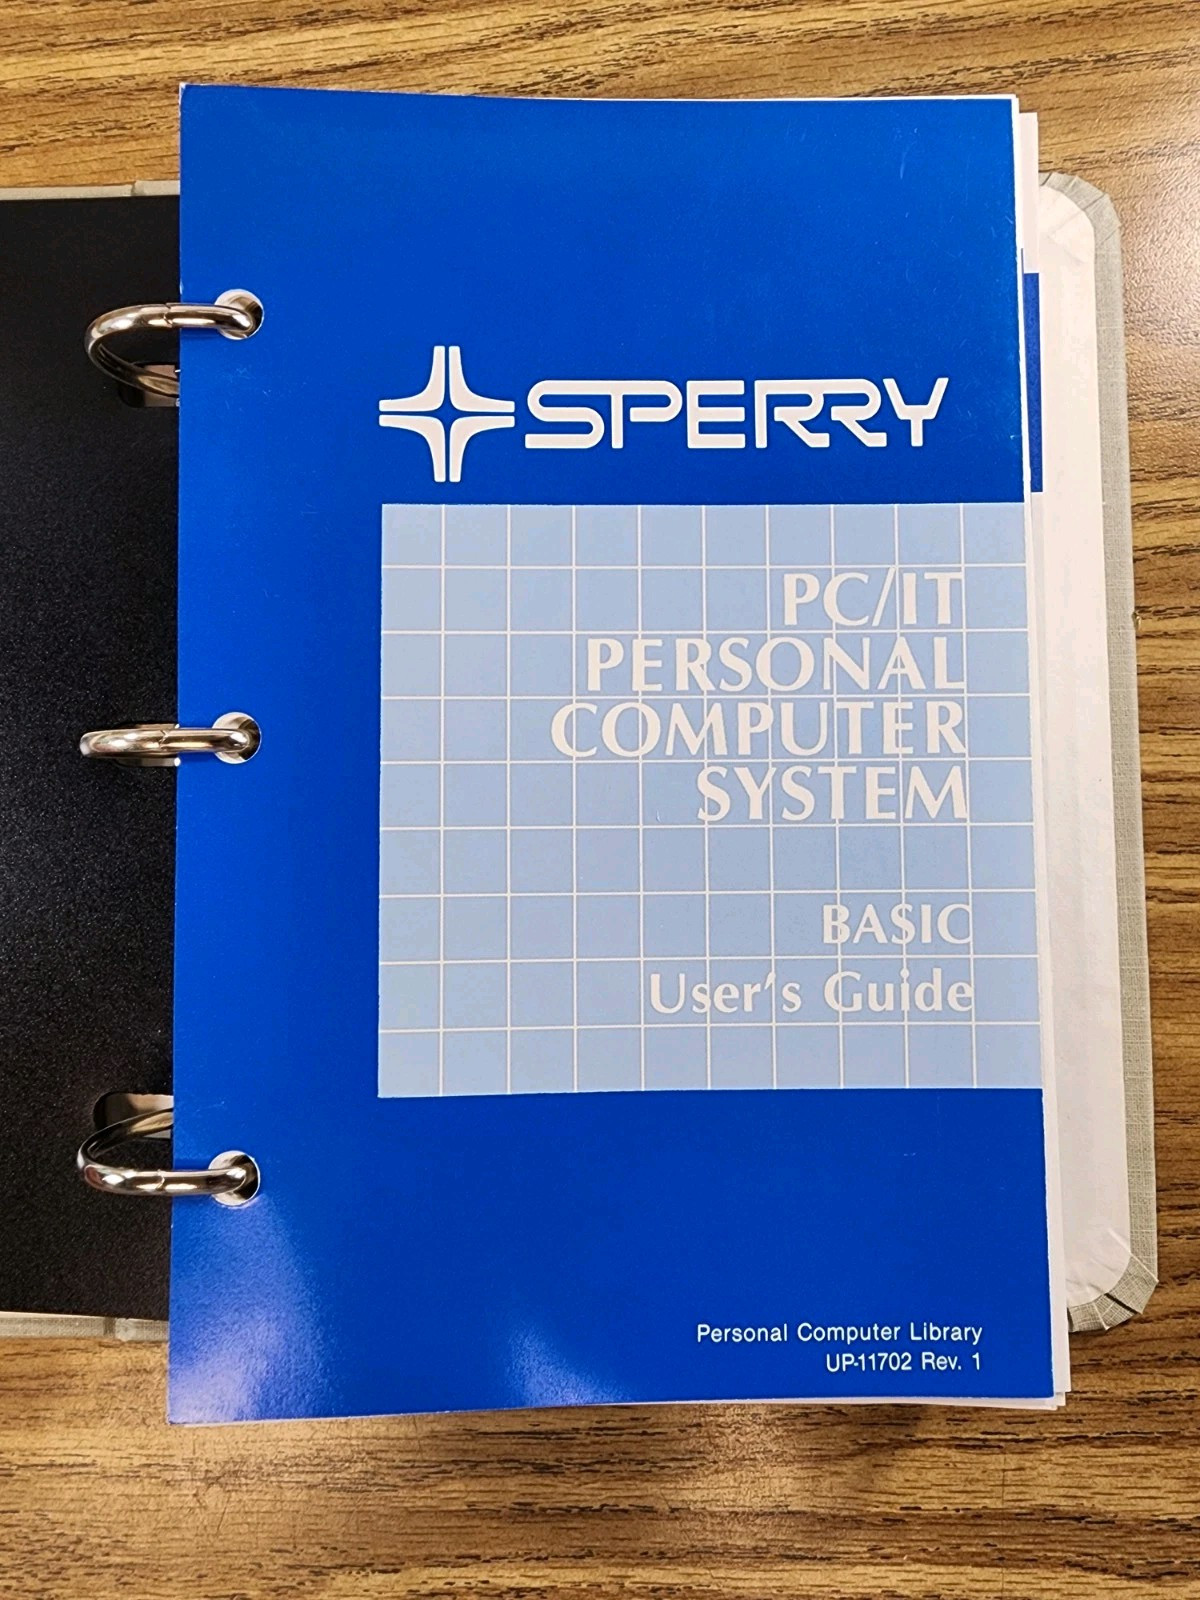 SPERRY
PC/IT
PERSONAL
COMPUTER
SYSTEM
BASIC
User's Guide
Personal Computer Library
UP-11702 Rev. 1